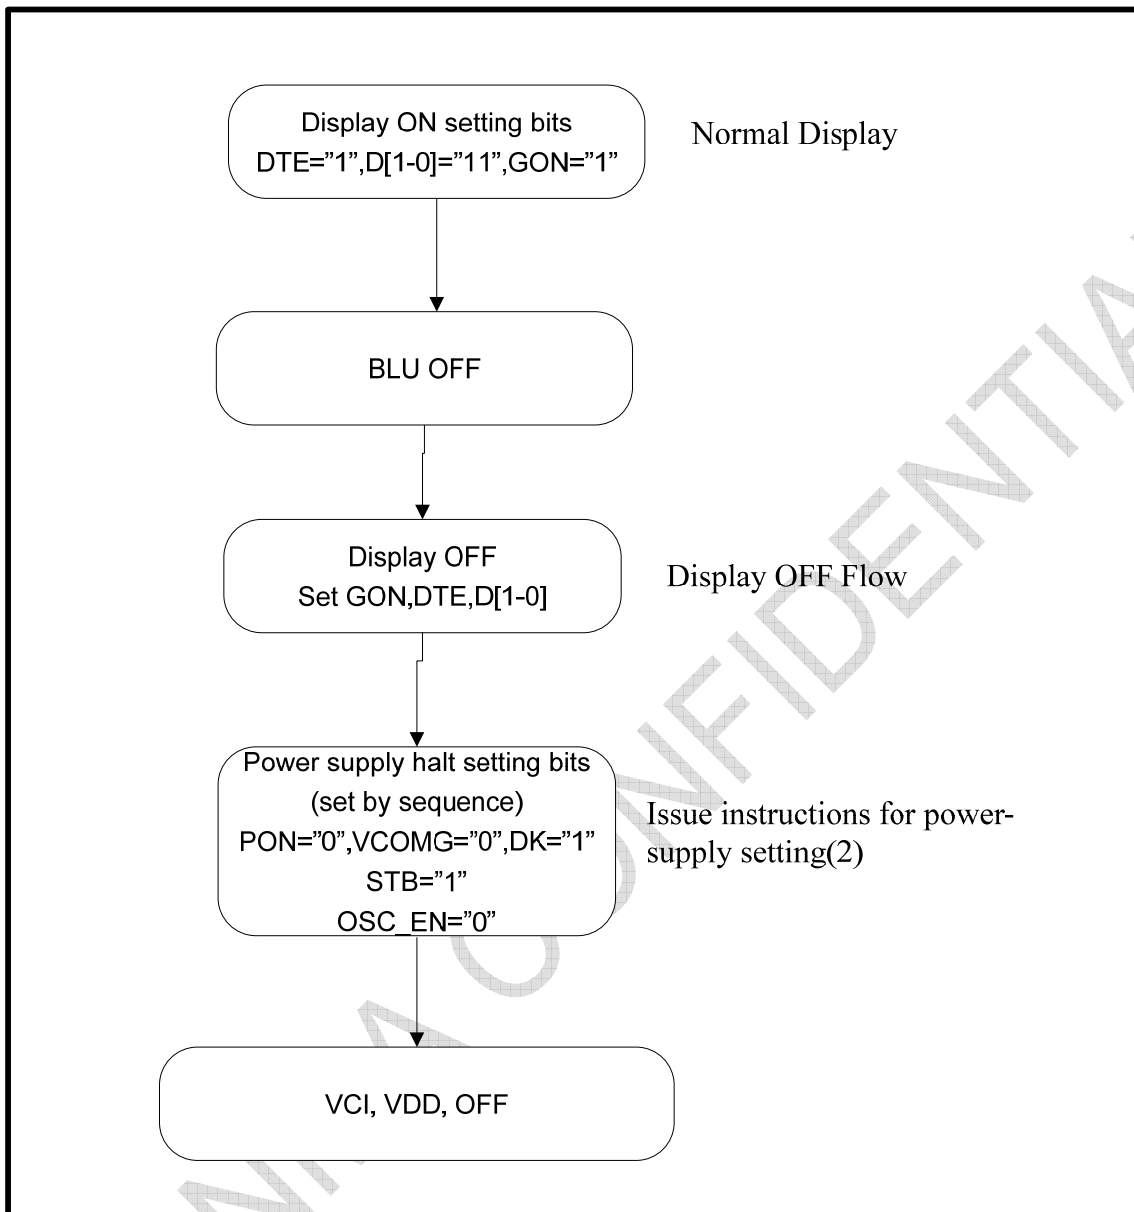 Display ON setting bits
DTE=”1”,D[1-0]=”11”,GON=”1”
Normal Display
BLU OFF
Display OFF
Set GON,DTE,D[1-0]
Display OFF Flow
Power supply halt setting bits
(set by sequence)
PON=”0”,VCOMG=”0”,DK=”1”
STB=”1”
OSC_EN=”0”
Issue instructions for power-
supply setting(2)
VCI, VDD, OFF
CONFIDENTIA